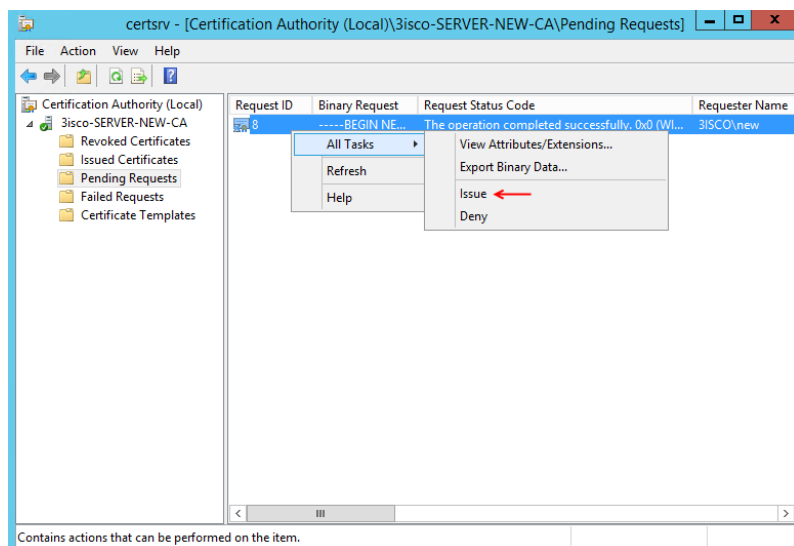 certsrv - [Certification Authority (Local)\3isco-SERVER-NEW-CA\Pending Requests]
File Action View Help
Certification Authority (Local)
3isco-SERVER-NEW-CA
Revoked Certificates
Issued Certificates
Pending Requests
Failed Requests
Certificate Templates
Request ID Binary Request Request Status Code Requester Name
8 -----BEGIN NE... The operation completed successfully. 0x0 (WI... 3ISCO\new
All Tasks
Refresh
Help
View Attributes/Extensions...
Export Binary Data...
Issue
Deny
Contains actions that can be performed on the item.